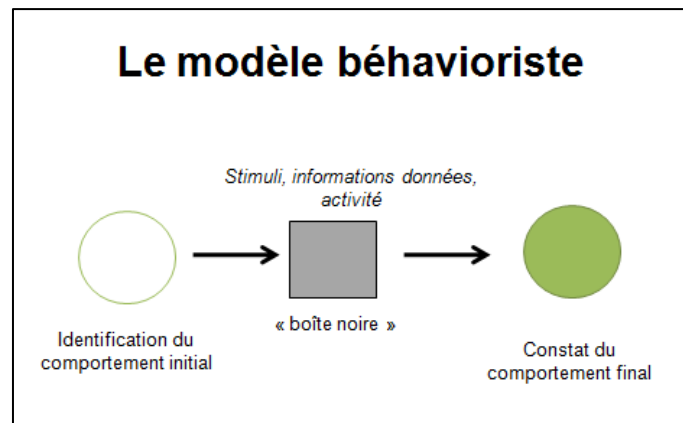 Le modèle béhavioriste
Stimuli, informations données,
activité
« boîte noire »
Identification du
comportement initial
Constat du
comportement final